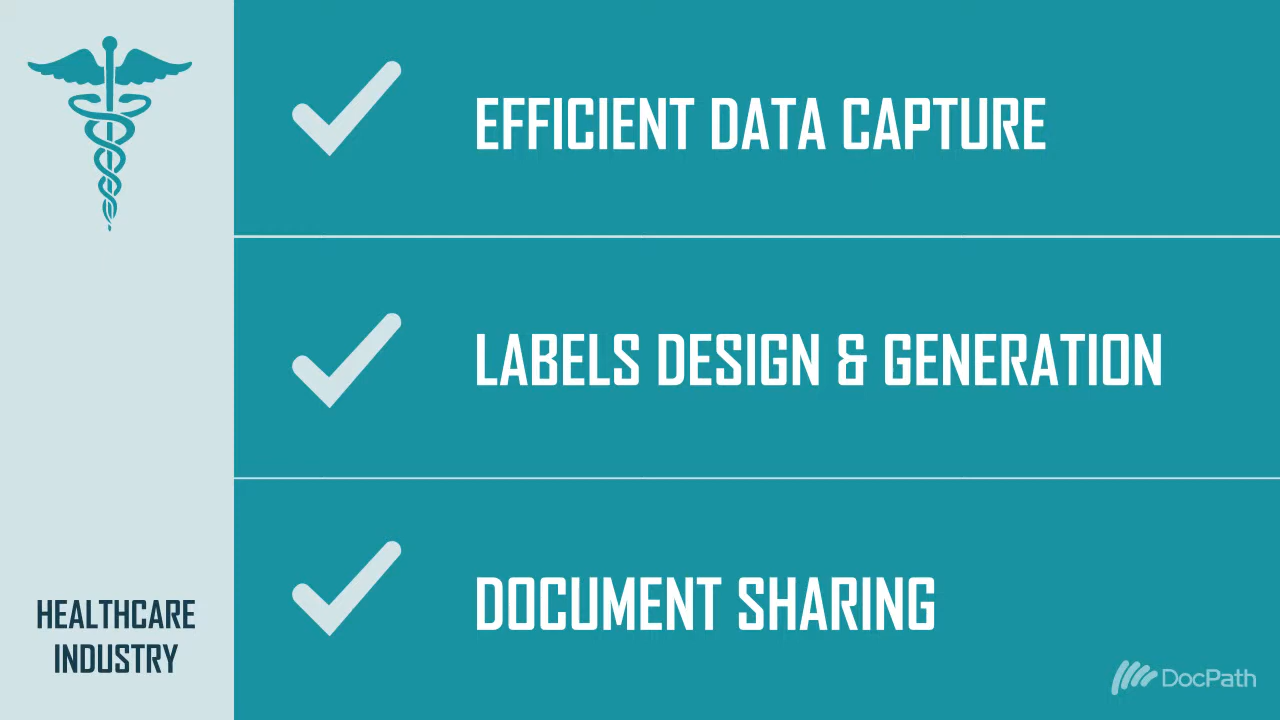 EFFICIENT DATA CAPTURE
LABELS DESIGN & GENERATION
DOCUMENT SHARING
HEALTHCARE
INDUSTRY
DocPath